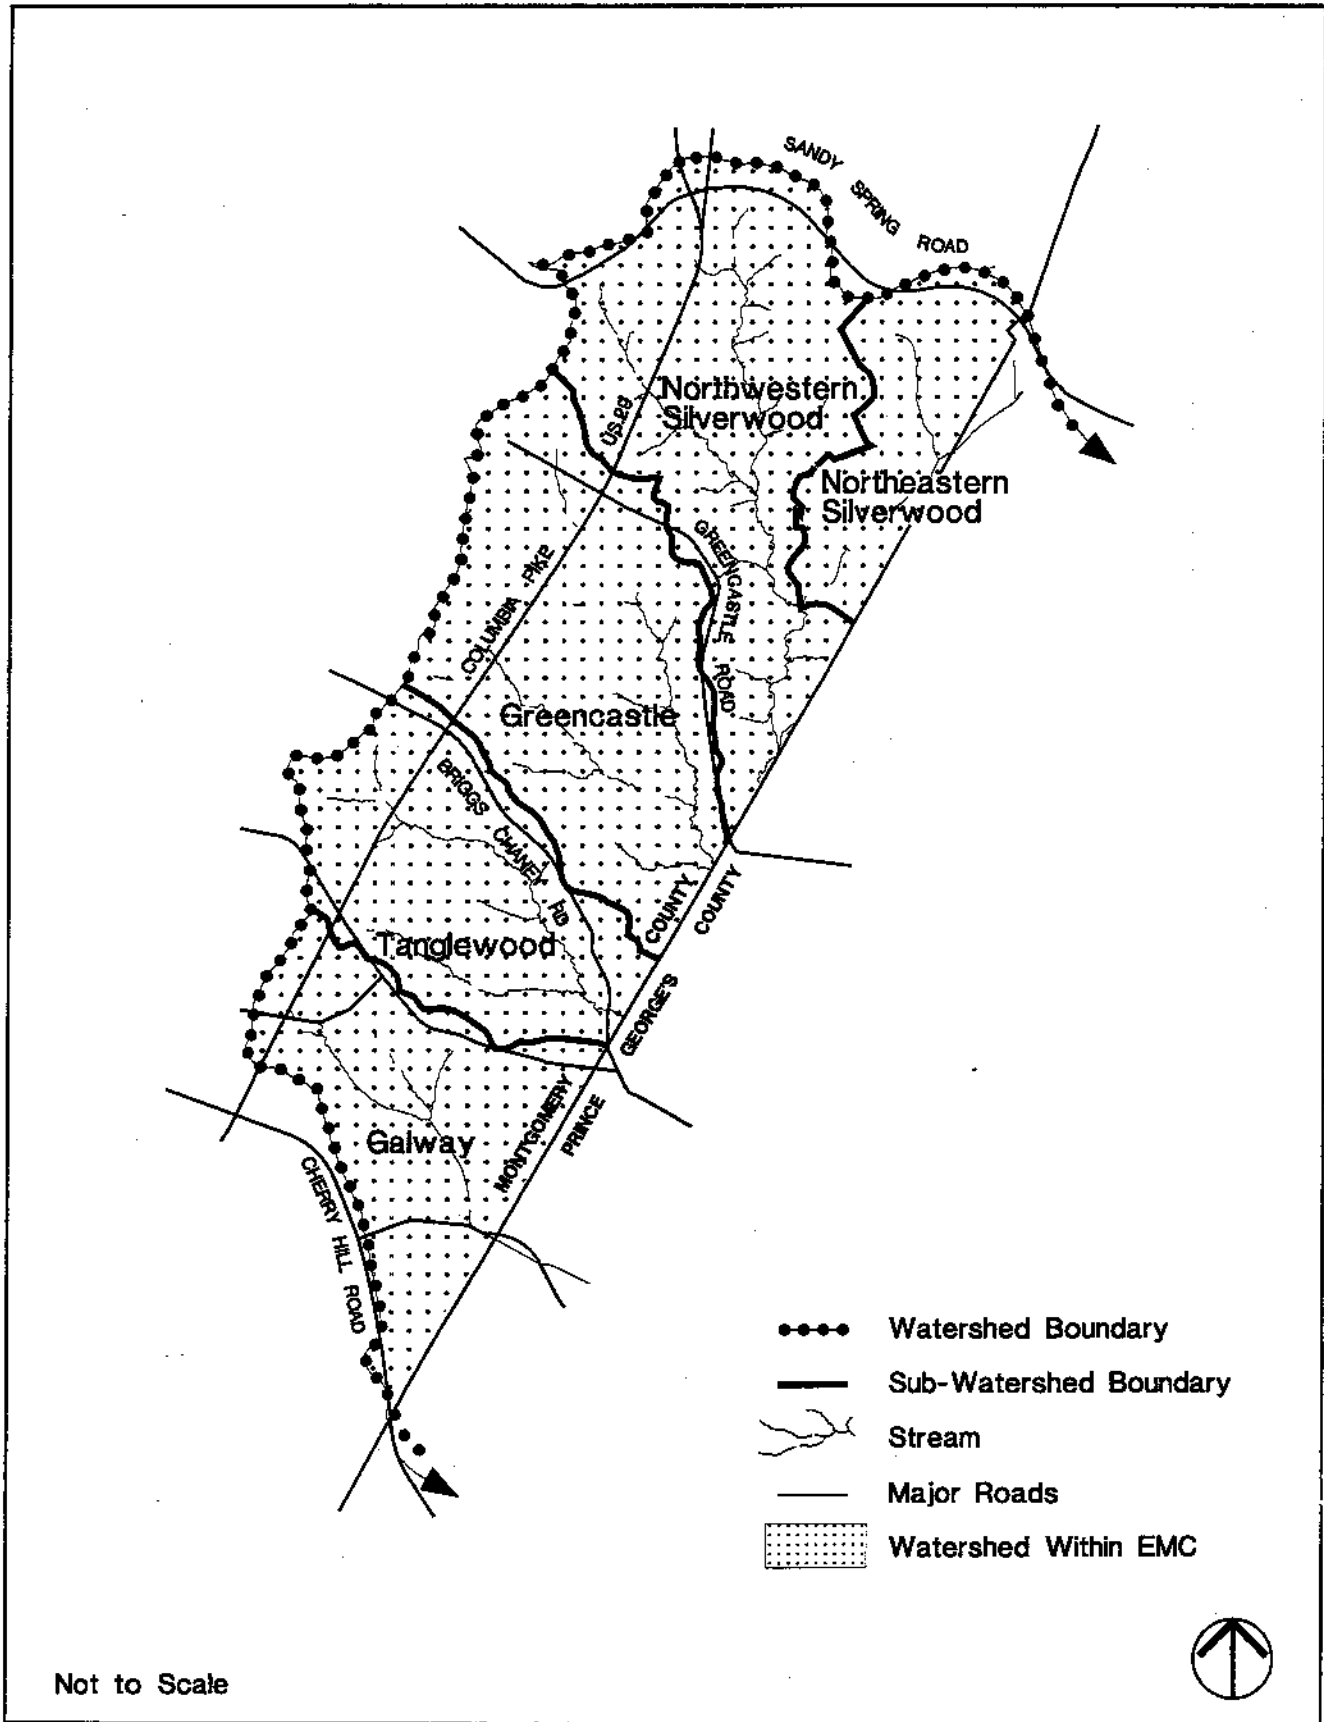 SANDY SPRING ROAD
Northwestern
Silverwood
US.29
Northeastern
Silverwood
GREENCASTLE ROAD
COLUMBIA PIKE
Greencastle
BRIGGS CHANEY RD
Tanglewood
MONTGOMERY COUNTY
PRINCE GEORGE'S COUNTY
Galway
CHERRY HILL ROAD
Watershed Boundary
Sub-Watershed Boundary
Stream
Major Roads
Watershed Within EMC
Not to Scale